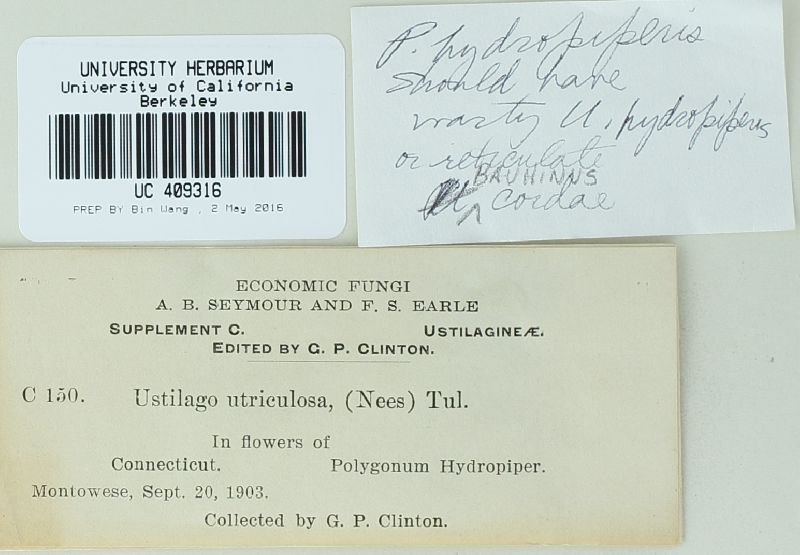 UNIVERSITY HERBARIUM
University of California
Berkeley
UC 409316
PREP BY Bin Wang , 2 May 2016
P. hydropiperis
should have
warty U. hydropiperis
or reticulate
BAUHINNS
U. cordae
ECONOMIC FUNGI
A. B. SEYMOUR AND F. S. EARLE
SUPPLEMENT C. USTILAGINEÆ.
EDITED BY G. P. CLINTON.
C 150. Ustilago utriculosa, (Nees) Tul.
In flowers of
Connecticut. Polygonum Hydropiper.
Montowese, Sept. 20, 1903.
Collected by G. P. Clinton.